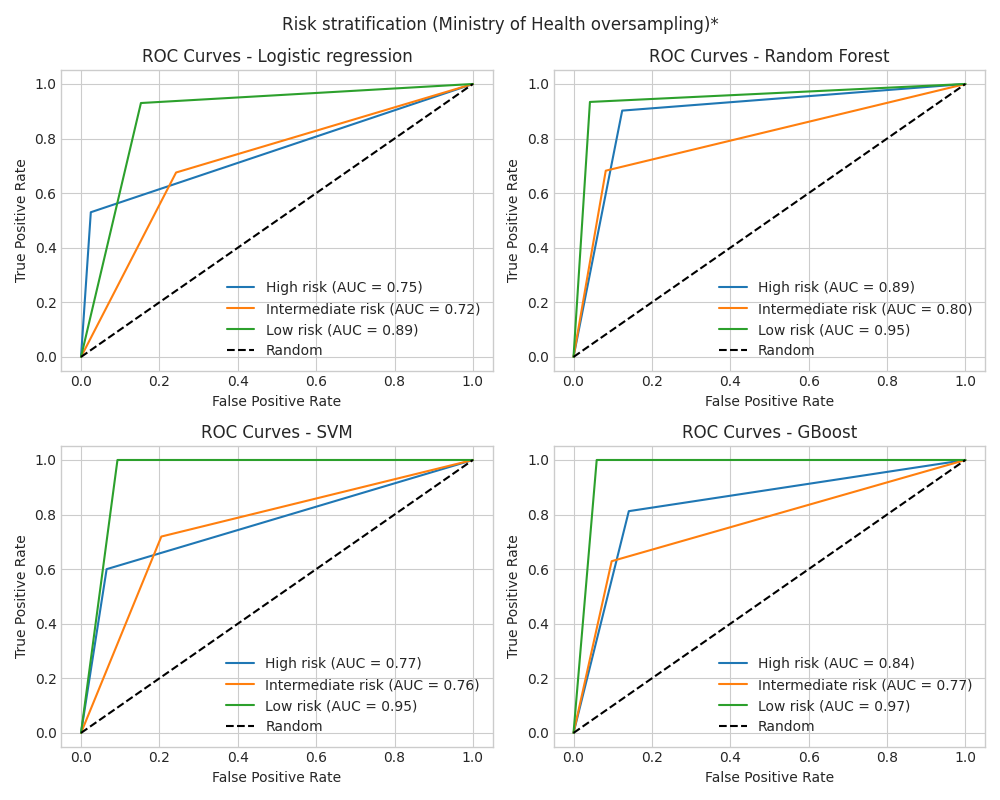 Risk stratification (Ministry of Health oversampling)*
ROC Curves - Logistic regression
1.0
0.8
0.6
0.4
0.2
0.0
True Positive Rate
High risk (AUC = 0.75)
Intermediate risk (AUC = 0.72)
Low risk (AUC = 0.89)
Random
0.0 0.2 0.4 0.6 0.8 1.0
False Positive Rate
ROC Curves - Random Forest
1.0
0.8
0.6
0.4
0.2
0.0
True Positive Rate
High risk (AUC = 0.89)
Intermediate risk (AUC = 0.80)
Low risk (AUC = 0.95)
Random
0.0 0.2 0.4 0.6 0.8 1.0
False Positive Rate
ROC Curves - SVM
1.0
0.8
0.6
0.4
0.2
0.0
True Positive Rate
High risk (AUC = 0.77)
Intermediate risk (AUC = 0.76)
Low risk (AUC = 0.95)
Random
0.0 0.2 0.4 0.6 0.8 1.0
False Positive Rate
ROC Curves - GBoost
1.0
0.8
0.6
0.4
0.2
0.0
True Positive Rate
High risk (AUC = 0.84)
Intermediate risk (AUC = 0.77)
Low risk (AUC = 0.97)
Random
0.0 0.2 0.4 0.6 0.8 1.0
False Positive Rate